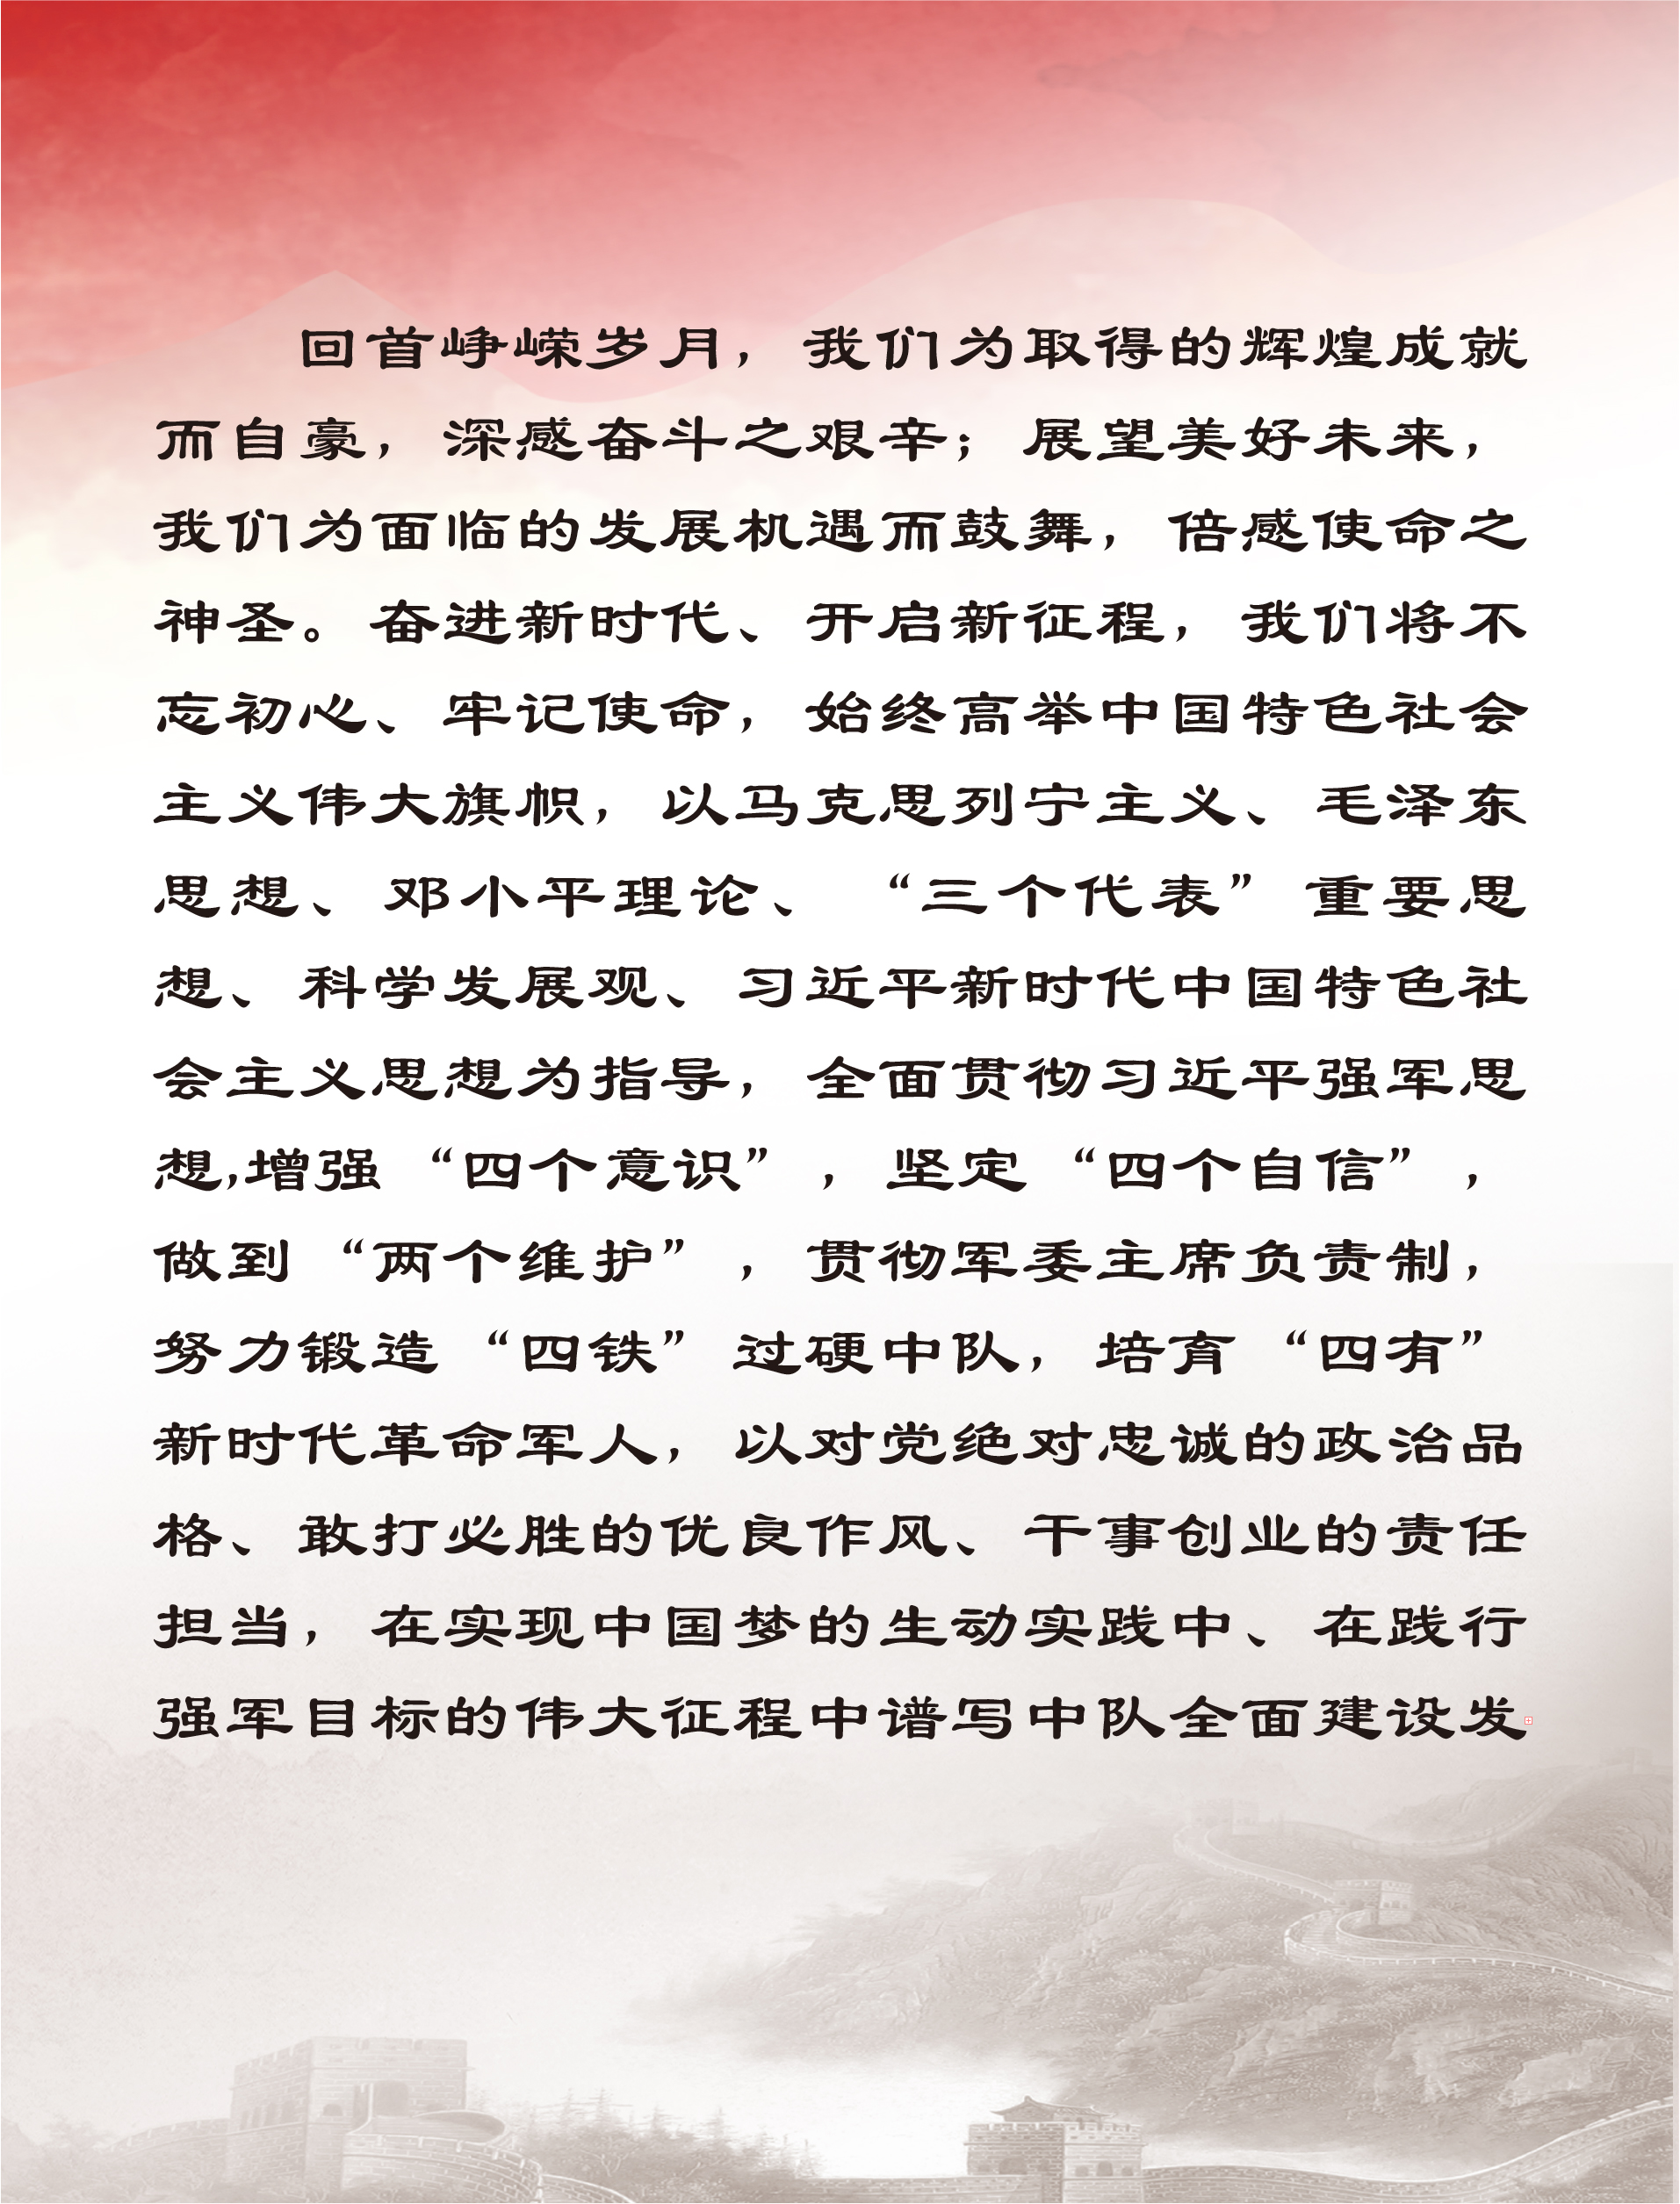 回首峥嵘岁月，我们为取得的辉煌成就
而自豪，深感奋斗之艰辛；展望美好未来，
我们为面临的发展机遇而鼓舞，倍感使命之
神圣。奋进新时代、开启新征程，我们将不
忘初心、牢记使命，始终高举中国特色社会
主义伟大旗帜，以马克思列宁主义、毛泽东
思想、邓小平理论、“三个代表”重要思
想、科学发展观、习近平新时代中国特色社
会主义思想为指导，全面贯彻习近平强军思
想,增强“四个意识”，坚定“四个自信”，
做到“两个维护”，贯彻军委主席负责制，
努力锻造“四铁”过硬中队，培育“四有”
新时代革命军人，以对党绝对忠诚的政治品
格、敢打必胜的优良作风、干事创业的责任
担当，在实现中国梦的生动实践中、在践行
强军目标的伟大征程中谱写中队全面建设发